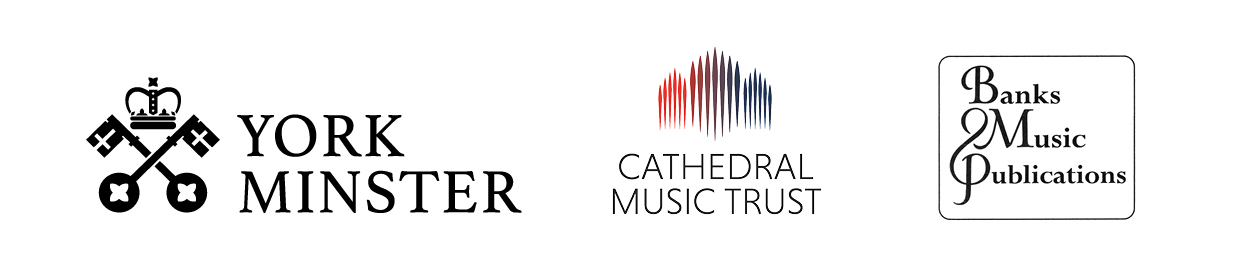 YORK
MINSTER
CATHEDRAL
MUSIC TRUST
Banks
Music
Publications